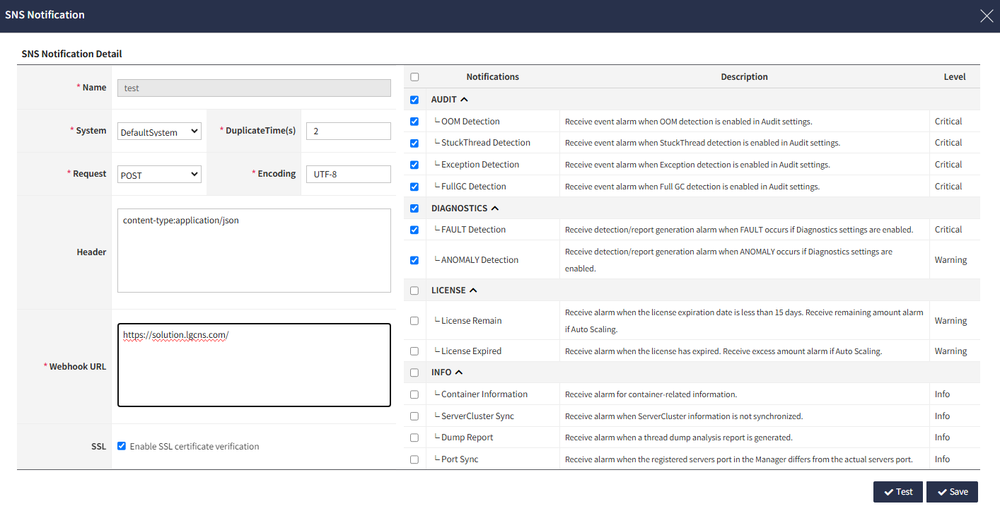 SNS Notification
SNS Notification Detail
* Name
test
* System
DefaultSystem
* DuplicateTime(s)
2
* Request
POST
* Encoding
UTF-8
Header
content-type:application/json
* Webhook URL
https://solution.lgcns.com/
SSL
Enable SSL certificate verification
Notifications Description Level
AUDIT
OOM Detection Receive event alarm when OOM detection is enabled in Audit settings. Critical
StuckThread Detection Receive event alarm when StuckThread detection is enabled in Audit settings. Critical
Exception Detection Receive event alarm when Exception detection is enabled in Audit settings. Critical
FullGC Detection Receive event alarm when Full GC detection is enabled in Audit settings. Critical
DIAGNOSTICS
FAULT Detection Receive detection/report generation alarm when FAULT occurs if Diagnostics settings are enabled. Critical
ANOMALY Detection Receive detection/report generation alarm when ANOMALY occurs if Diagnostics settings are
enabled. Warning
LICENSE
License Remain Receive alarm when the license expiration date is less than 15 days. Receive remaining amount alarm
if Auto Scaling. Warning
License Expired Receive alarm when the license has expired. Receive excess amount alarm if Auto Scaling. Warning
INFO
Container Information Receive alarm for container-related information. Info
ServerCluster Sync Receive alarm when ServerCluster information is not synchronized. Info
Dump Report Receive alarm when a thread dump analysis report is generated. Info
Port Sync Receive alarm when the registered servers port in the Manager differs from the actual servers port. Info
Test Save